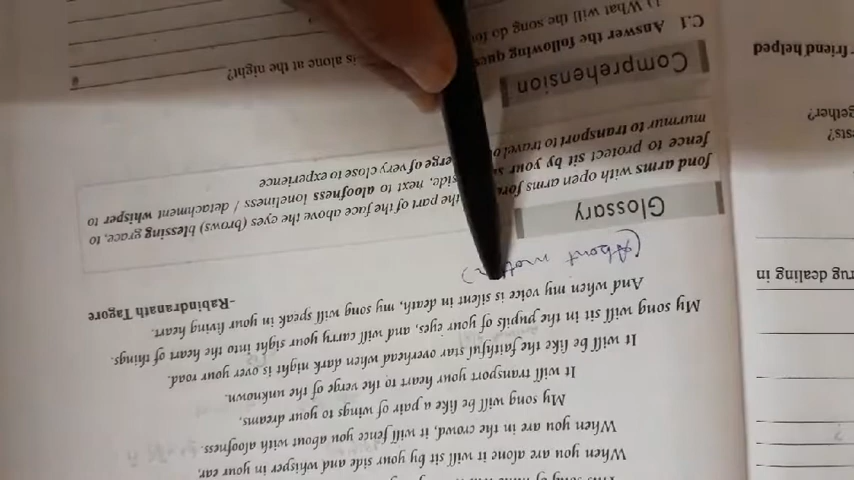 When you are alone it will sit by your side and whisper in your ear,
When you are in the crowd, it will fence you about with aloofness.
My song will be like a pair of wings to your dreams,
It will transport your heart to the verge of the unknown.
It will be like the faithful star overhead when dark night is over your road.
My song will sit in the pupils of your eyes, and will carry your sight into the heart of things.
And when my voice is silent in death, my song will speak in your living heart.
-Rabindranath Tagore
(About
Glossary
fond arms with open arms the part of the face above the eyes (brows) blessing grace, to
fence to protect sit by your side, next to aloofness loneliness / detachment whisper to
murmur to transport to travel verge of very close to experience
Comprehension
C.1 Answer the following
What will the song do
is alone at the night?
r friend helped
gether?
sts?
rug dealing in